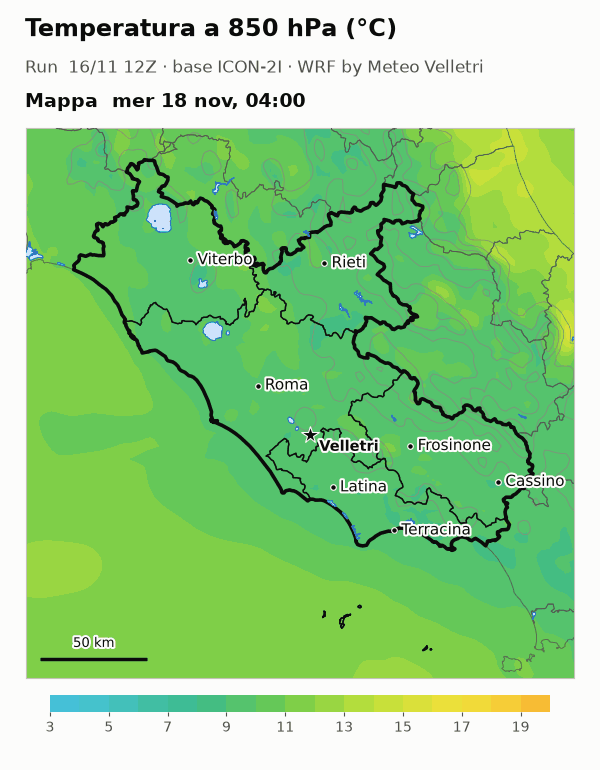 Temperatura a 850 hPa (°C)
Run  16/11 12Z · base ICON-2I · WRF by Meteo Velletri
Mappa  mer 18 nov, 04:00
Viterbo
Rieti
Roma
Velletri
Frosinone
Latina
Cassino
Terracina
50 km
3 5 7 9 11 13 15 17 19